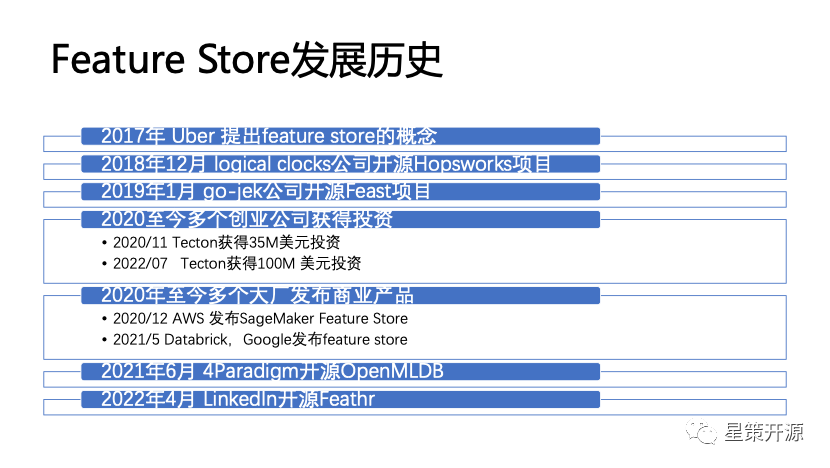 Feature Store发展历史
2017年 Uber 提出feature store的概念
2018年12月 logical clocks公司开源Hopsworks项目
2019年1月 go-jek公司开源Feast项目
2020至今多个创业公司获得投资
• 2020/11 Tecton获得35M美元投资
• 2022/07 Tecton获得100M 美元投资
2020年至今多个大厂发布商业产品
• 2020/12 AWS 发布SageMaker Feature Store
• 2021/5 Databrick，Google发布feature store
2021年6月 4Paradigm开源OpenMLDB
2022年4月 LinkedIn开源Feathr
星策开源